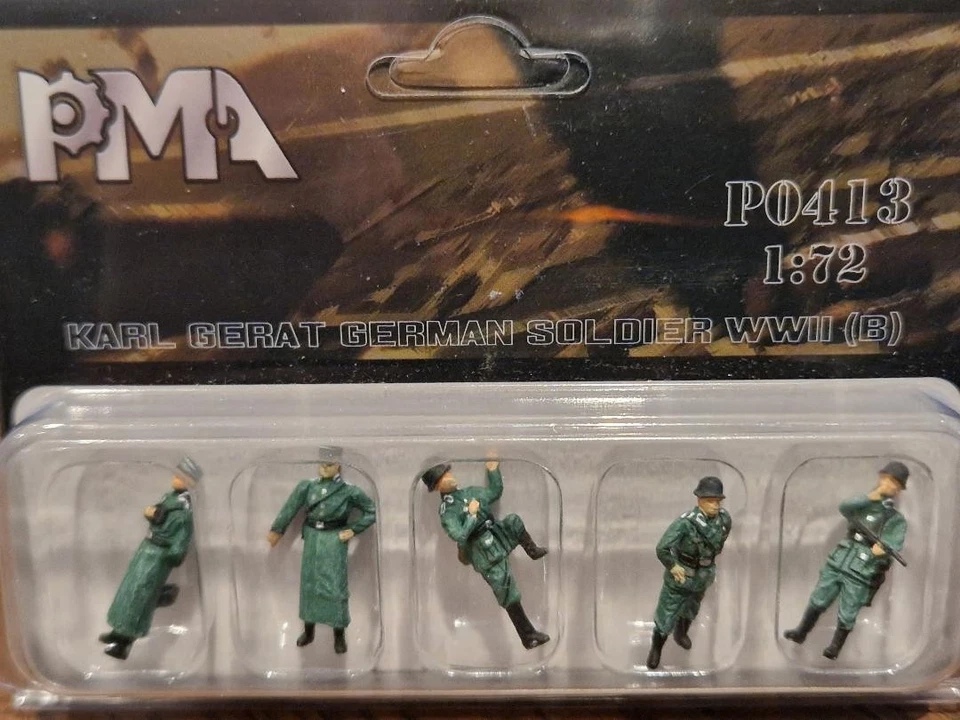 PMA
P0413
1:72
KARL GERAT GERMAN SOLDIER WWII (B)